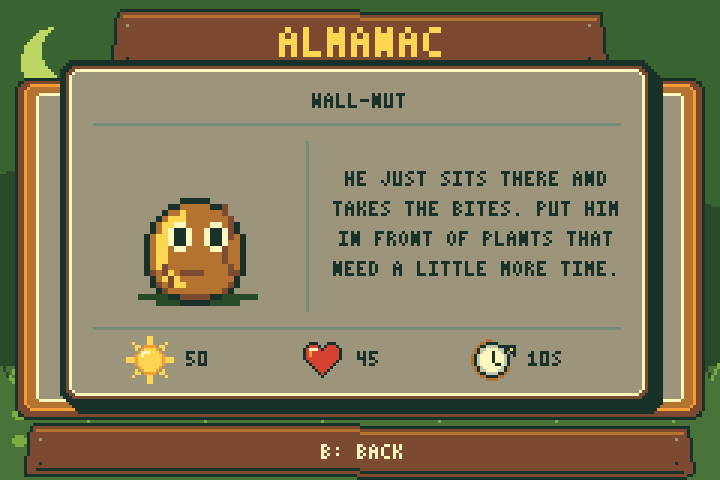 ALMANAC
WALL-NUT
HE JUST SITS THERE AND
TAKES THE BITES. PUT HIM
IN FRONT OF PLANTS THAT
NEED A LITTLE MORE TIME.
50 45 10S
B: BACK